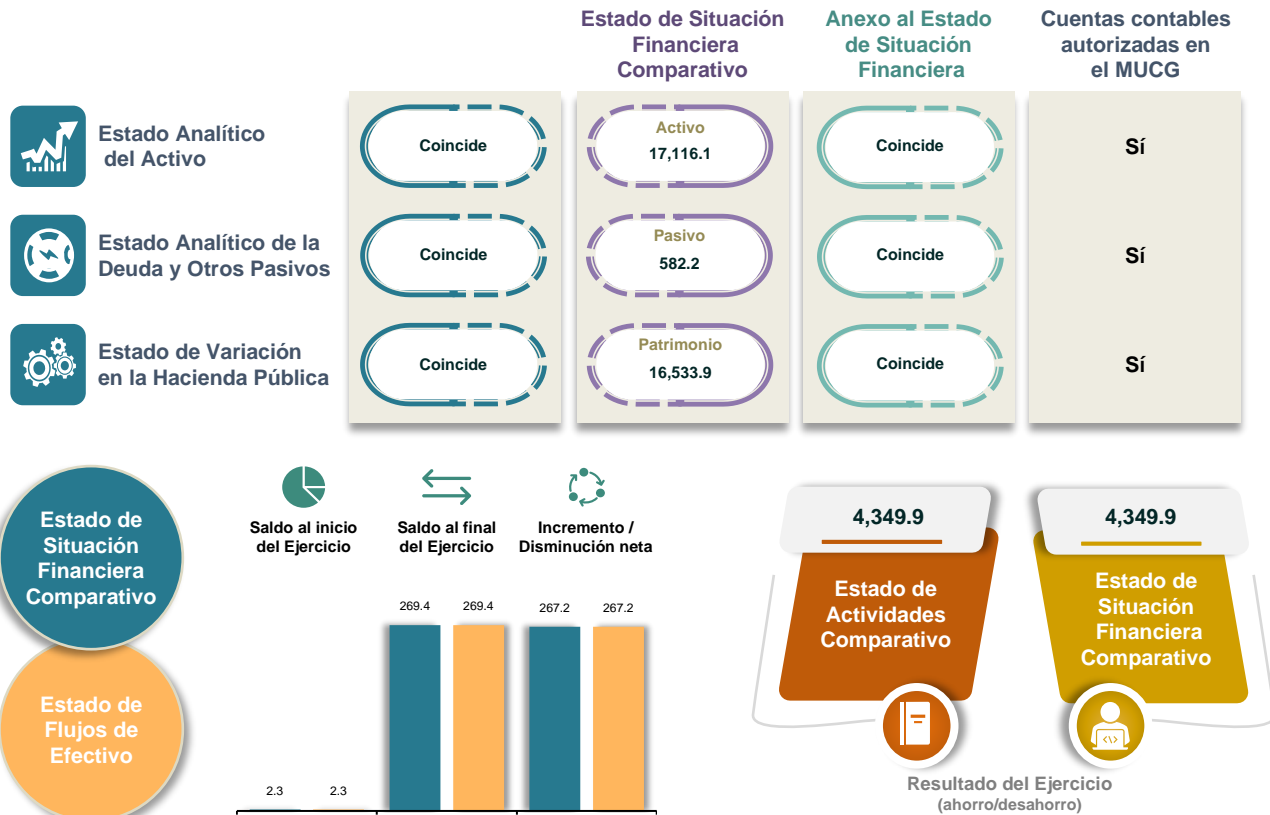 Estado de Situación
Financiera
Comparativo
Anexo al Estado
de Situación
Financiera
Cuentas contables
autorizadas en
el MUCG
Estado Analítico
del Activo
Coincide
Activo
17,116.1
Coincide
Sí
Estado Analítico de la
Deuda y Otros Pasivos
Coincide
Pasivo
582.2
Coincide
Sí
Estado de Variación
en la Hacienda Pública
Coincide
Patrimonio
16,533.9
Coincide
Sí
Estado de
Situación
Financiera
Comparativo
Estado de
Flujos de
Efectivo
Saldo al inicio
del Ejercicio
Saldo al final
del Ejercicio
Incremento /
Disminución neta
2.3
2.3
269.4
269.4
267.2
267.2
4,349.9
Estado de
Actividades
Comparativo
4,349.9
Estado de
Situación
Financiera
Comparativo
Resultado del Ejercicio
(ahorro/desahorro)